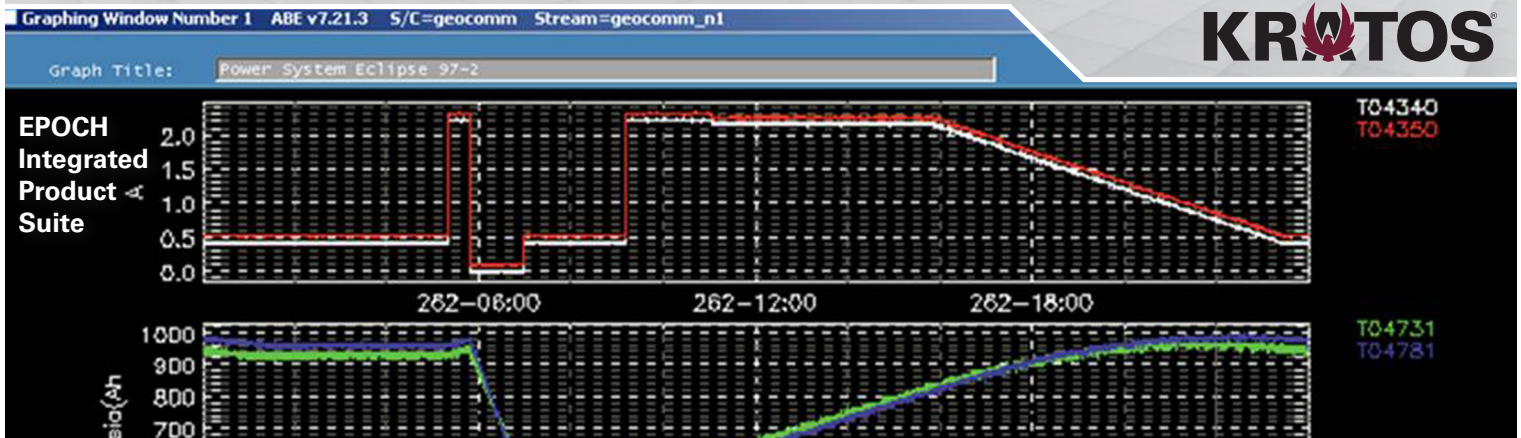 Graphing Window Number 1 ABE v7.21.3 S/C=geocomm Stream=geocomm_n1
KRATOS®
Graph Title: Power System Eclipse 97-2
EPOCH
Integrated
Product
Suite
A
2.0
1.5
1.0
0.5
0.0
T04340
T04350
262-06:00 262-12:00 262-18:00
1000
900
800
700
T04731
T04781